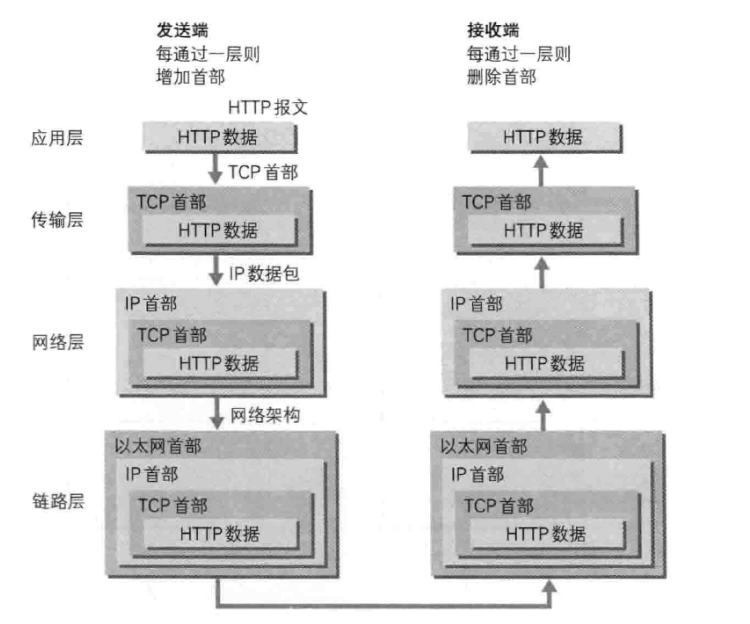 发送端
每通过一层则
增加首部
接收端
每通过一层则
删除首部
HTTP 报文
应用层
HTTP 数据
HTTP 数据
TCP 首部
传输层
TCP 首部
HTTP 数据
TCP 首部
HTTP 数据
IP 数据包
网络层
IP 首部
TCP 首部
HTTP 数据
IP 首部
TCP 首部
HTTP 数据
网络架构
链路层
以太网首部
IP 首部
TCP 首部
HTTP 数据
以太网首部
IP 首部
TCP 首部
HTTP 数据